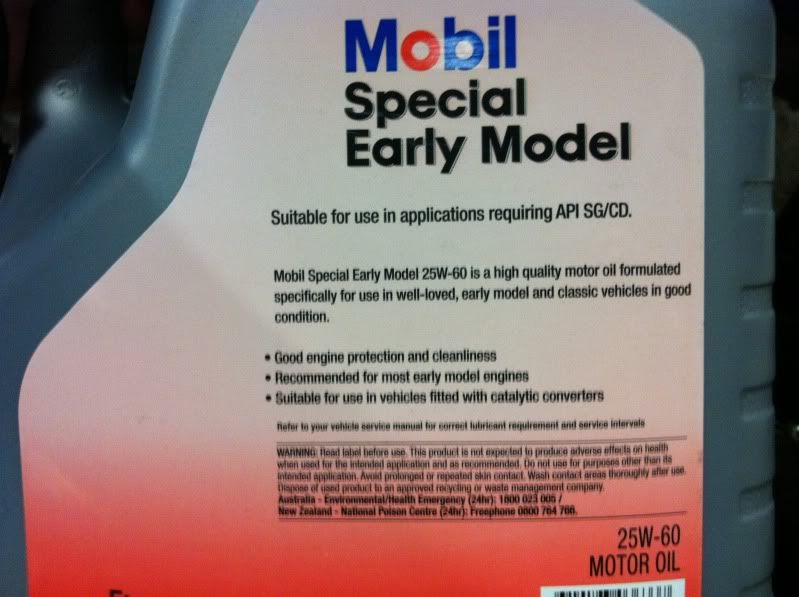 Mobil
Special
Early Model
Suitable for use in applications requiring API SG/CD.
Mobil Special Early Model 25W-60 is a high quality motor oil formulated
specifically for use in well-loved, early model and classic vehicles in good
condition.
• Good engine protection and cleanliness
• Recommended for most early model engines
• Suitable for use in vehicles fitted with catalytic converters
Refer to your vehicle service manual for correct lubricant requirement and service intervals
WARNING: Read label before use. This product is not expected to produce adverse effects on health
when used for the intended application and as recommended. Do not use for purposes other than its
intended application. Avoid prolonged or repeated skin contact. Wash contact areas thoroughly after use.
Dispose of used product to an approved recycling or waste management company.
Australia - Environmental/Health Emergency (24hr): 1800 023 005 /
New Zealand - National Poison Centre (24hr): Freephone 0800 764 766.
25W-60
MOTOR OIL